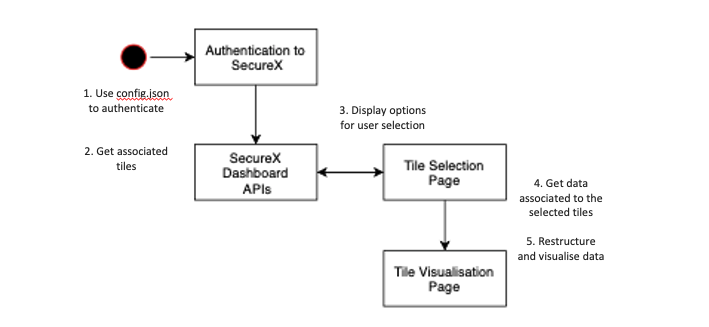 Authentication to
SecureX
1. Use config.json
to authenticate
3. Display options
for user selection
2. Get associated
tiles
SecureX
Dashboard
APIs
Tile Selection
Page
4. Get data
associated to the
selected tiles
5. Restructure
and visualise data
Tile Visualisation
Page